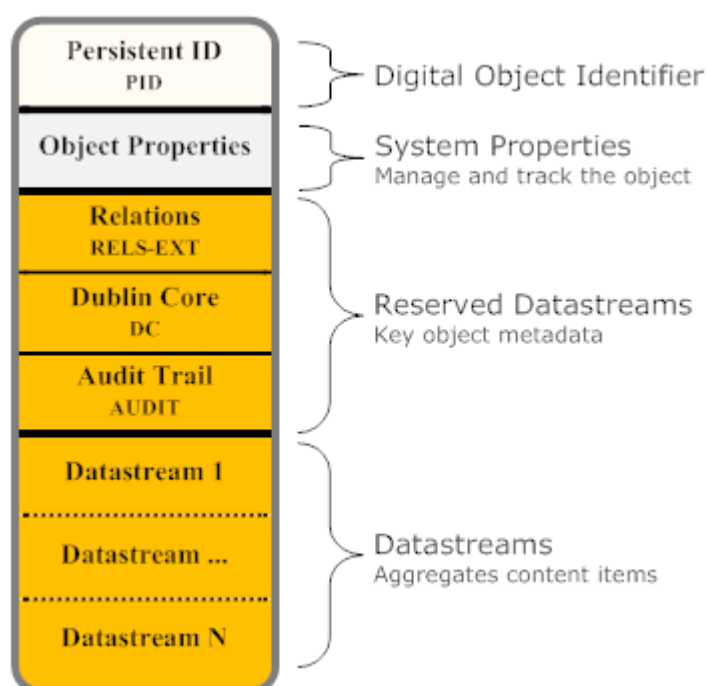 Persistent ID
PID
Digital Object Identifier
Object Properties
System Properties
Manage and track the object
Relations
RELS-EXT
Dublin Core
DC
Audit Trail
AUDIT
Reserved Datastreams
Key object metadata
Datastream 1
Datastream ...
Datastream N
Datastreams
Aggregates content items